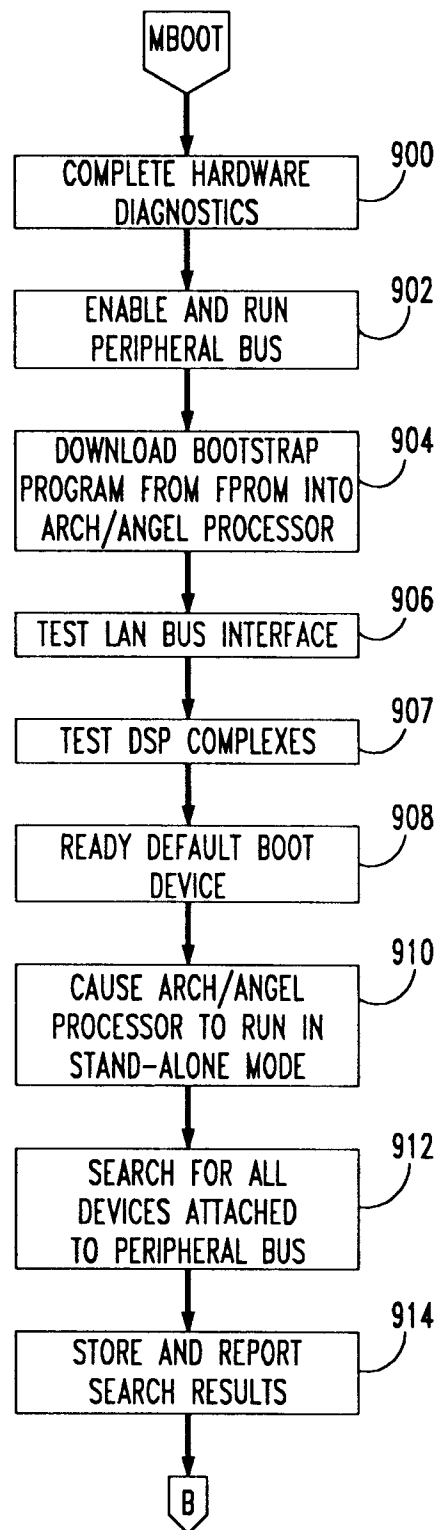 MBOOT
COMPLETE HARDWARE
DIAGNOSTICS
900
ENABLE AND RUN
PERIPHERAL BUS
902
DOWNLOAD BOOTSTRAP
PROGRAM FROM FPROM INTO
ARCH/ANGEL PROCESSOR
904
TEST LAN BUS INTERFACE
906
TEST DSP COMPLEXES
907
READY DEFAULT BOOT
DEVICE
908
CAUSE ARCH/ANGEL
PROCESSOR TO RUN IN
STAND-ALONE MODE
910
SEARCH FOR ALL
DEVICES ATTACHED
TO PERIPHERAL BUS
912
STORE AND REPORT
SEARCH RESULTS
914
B